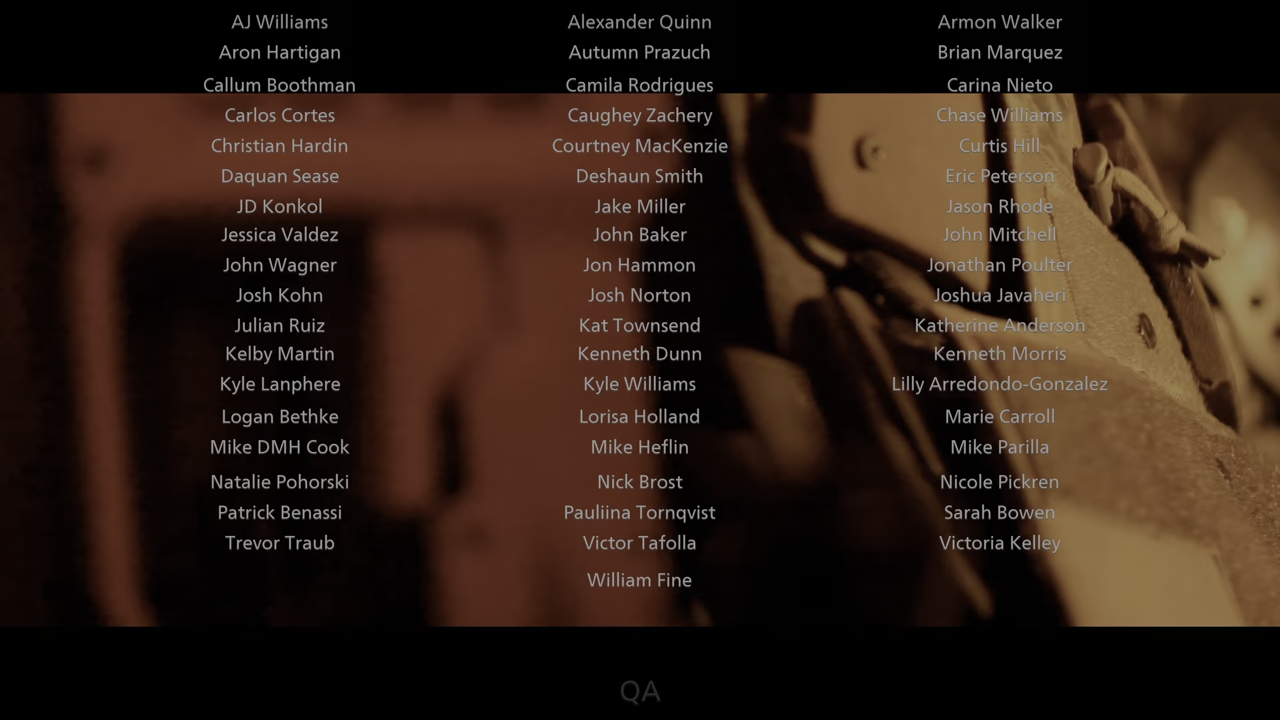 AJ Williams Alexander Quinn Armon Walker
Aron Hartigan Autumn Prazuch Brian Marquez
Callum Boothman Camila Rodrigues Carina Nieto
Carlos Cortes Caughey Zachery Chase Williams
Christian Hardin Courtney MacKenzie Curtis Hill
Daquan Sease Deshaun Smith Eric Peterson
JD Konkol Jake Miller Jason Rhode
Jessica Valdez John Baker John Mitchell
John Wagner Jon Hammon Jonathan Poulter
Josh Kohn Josh Norton Joshua Javaheri
Julian Ruiz Kat Townsend Katherine Anderson
Kelby Martin Kenneth Dunn Kenneth Morris
Kyle Lanphere Kyle Williams Lilly Arredondo-Gonzalez
Logan Bethke Lorisa Holland Marie Carroll
Mike DMH Cook Mike Heflin Mike Parilla
Natalie Pohorski Nick Brost Nicole Pickren
Patrick Benassi Pauliina Tornqvist Sarah Bowen
Trevor Traub Victor Tafolla Victoria Kelley
William Fine
QA